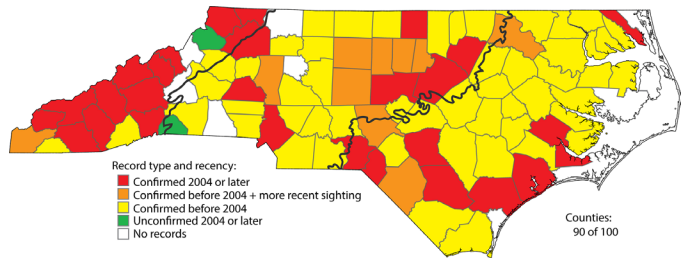 Record type and recency:
Confirmed 2004 or later
Confirmed before 2004 + more recent sighting
Confirmed before 2004
Unconfirmed 2004 or later
No records
Counties:
90 of 100